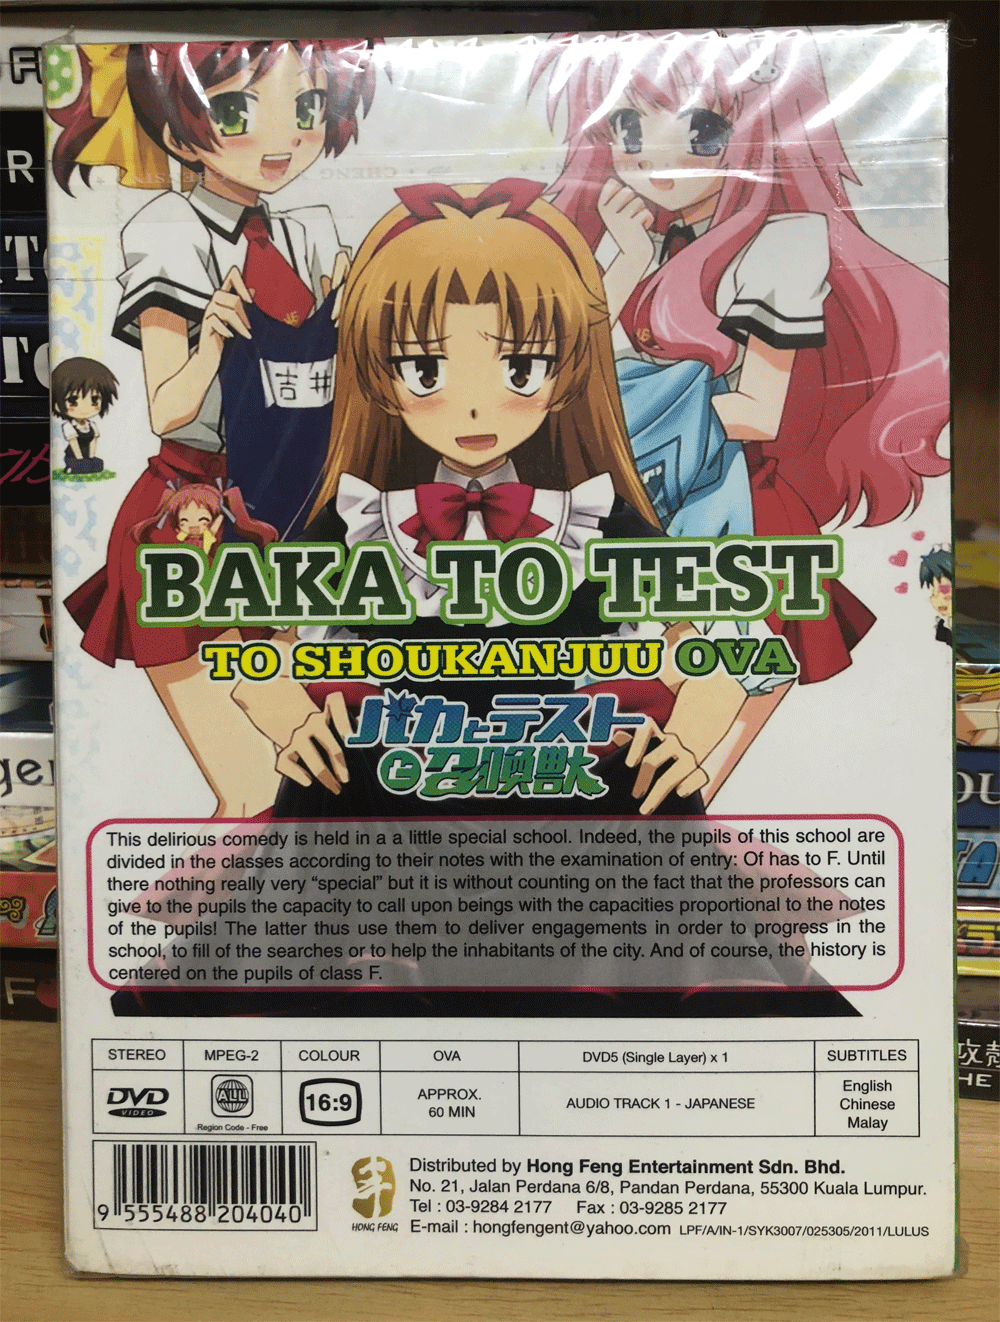 吉井
BAKA TO TEST
TO SHOUKANJUU OVA
バカとテスト
と召喚獣
This delirious comedy is held in a a little special school. Indeed, the pupils of this school are
divided in the classes according to their notes with the examination of entry: Of has to F. Until
there nothing really very “special” but it is without counting on the fact that the professors can
give to the pupils the capacity to call upon beings with the capacities proportional to the notes
of the pupils! The latter thus use them to deliver engagements in order to progress in the
school, to fill of the searches or to help the inhabitants of the city. And of course, the history is
centered on the pupils of class F.
STEREO MPEG-2 COLOUR OVA DVD5 (Single Layer) x 1 SUBTITLES
DVD VIDEO
ALL
Region Code - Free
16:9
APPROX.
60 MIN
AUDIO TRACK 1 - JAPANESE
English
Chinese
Malay
9 555488 204040
HONG FENG
Distributed by Hong Feng Entertainment Sdn. Bhd.
No. 21, Jalan Perdana 6/8, Pandan Perdana, 55300 Kuala Lumpur.
Tel : 03-9284 2177 Fax : 03-9285 2177
E-mail : hongfengent@yahoo.com LPF/A/IN-1/SYK3007/025305/2011/LULUS